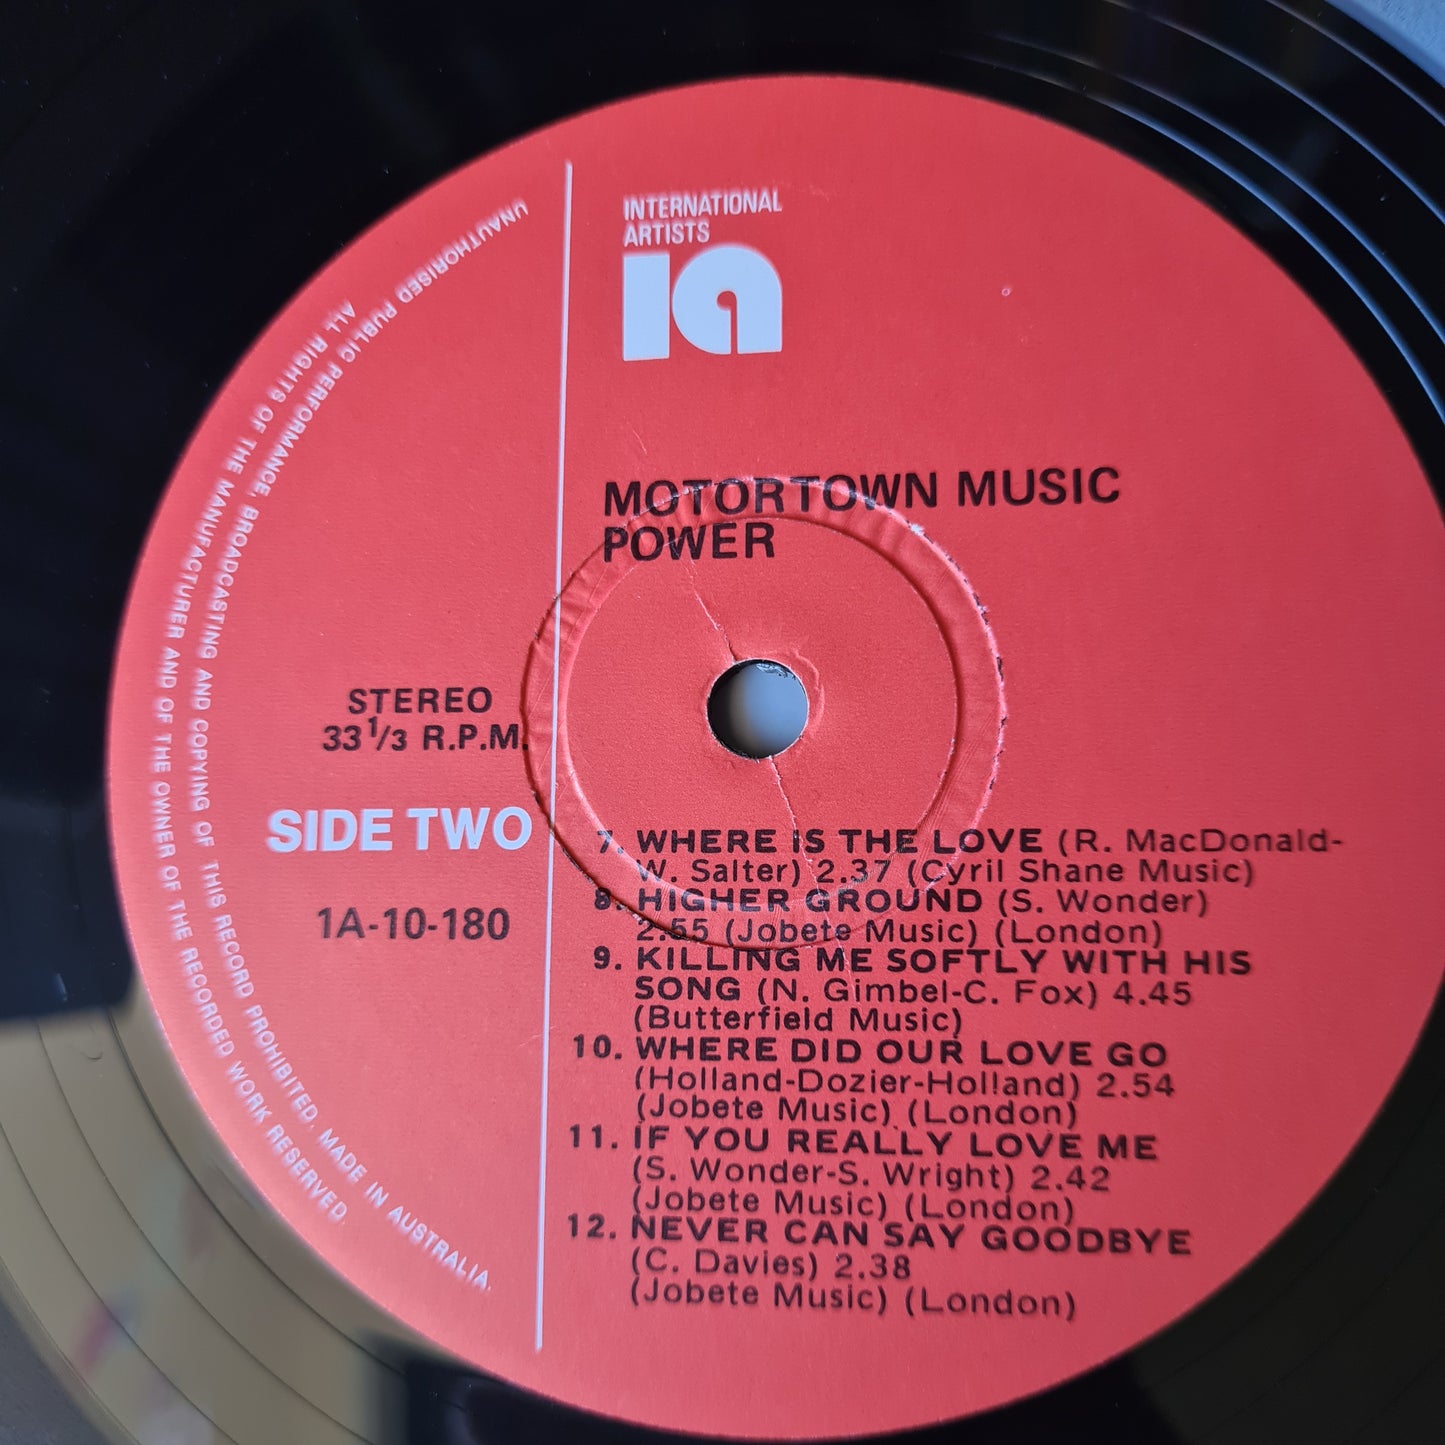 INTERNATIONAL
ARTISTS
ia
MOTORTOWN MUSIC
POWER
STEREO
33 1/3 R.P.M.
SIDE TWO
1A-10-180
7. WHERE IS THE LOVE (R. MacDonald-
W. Salter) 2.37 (Cyril Shane Music)
8. HIGHER GROUND (S. Wonder)
2.55 (Jobete Music) (London)
9. KILLING ME SOFTLY WITH HIS
SONG (N. Gimbel-C. Fox) 4.45
(Butterfield Music)
10. WHERE DID OUR LOVE GO
(Holland-Dozier-Holland) 2.54
(Jobete Music) (London)
11. IF YOU REALLY LOVE ME
(S. Wonder-S. Wright) 2.42
(Jobete Music) (London)
12. NEVER CAN SAY GOODBYE
(C. Davies) 2.38
(Jobete Music) (London)
UNAUTHORISED PUBLIC PERFORMANCE, BROADCASTING AND COPYING OF THIS RECORD PROHIBITED. MADE IN AUSTRALIA.
ALL RIGHTS OF THE MANUFACTURER AND OF THE OWNER OF THE RECORDED WORK RESERVED.